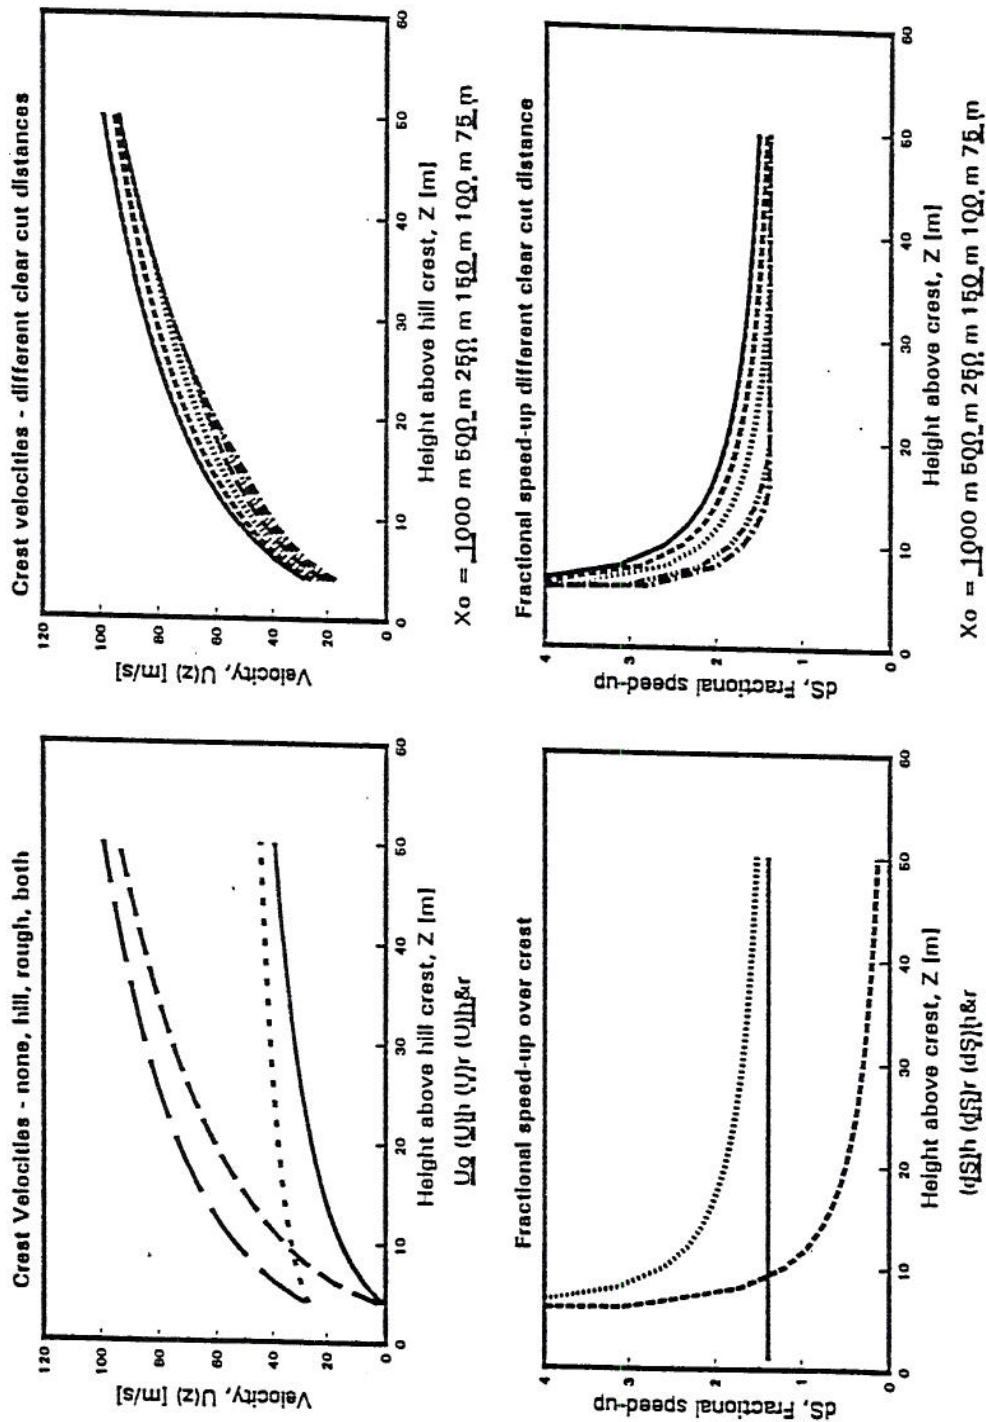 Crest Velocities - none, hill, rough, both
Velocity, U(z) [m/s]
120
100
80
60
40
20
0
0 10 20 30 40 50 60
Height above hill crest, Z [m]
Uo (U)h (U)r (U)h&r
Crest velocities - different clear cut distances
Velocity, U(z) [m/s]
120
100
80
60
40
20
0
0 10 20 30 40 50 60
Height above hill crest, Z [m]
Xo = 1000 m 500 m 250 m 150 m 100 m 75 m
Fractional speed-up over crest
dS, Fractional speed-up
4
3
2
1
0
0 10 20 30 40 50 60
Height above crest, Z [m]
(dS)h (dS)r (dS)h&r
Fractional speed-up different clear cut distance
dS, Fractional speed-up
4
3
2
1
0
0 10 20 30 40 50 60
Height above crest, Z [m]
Xo = 1000 m 500 m 250 m 150 m 100 m 75 m